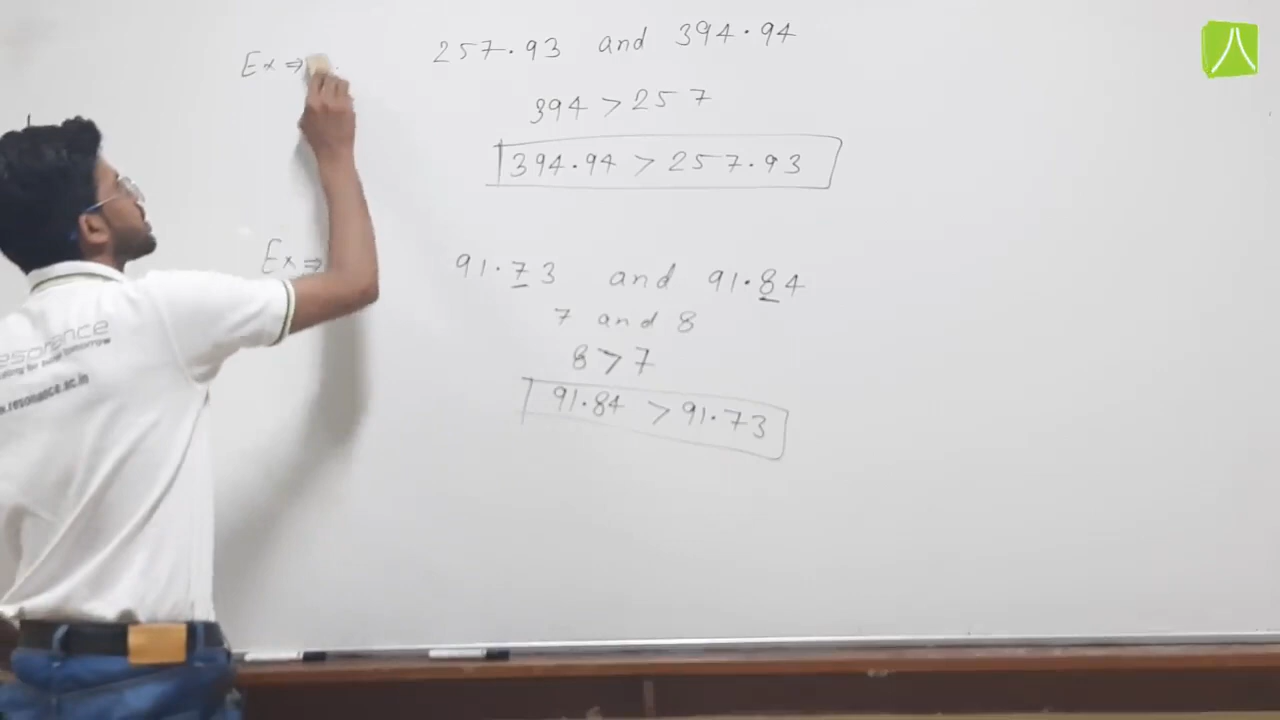 Ex ⇒
257.93 and 394.94
394 > 257
394.94 > 257.93
Ex ⇒
91.73 and 91.84
7 and 8
8 > 7
91.84 > 91.73
www.resonance.ac.in